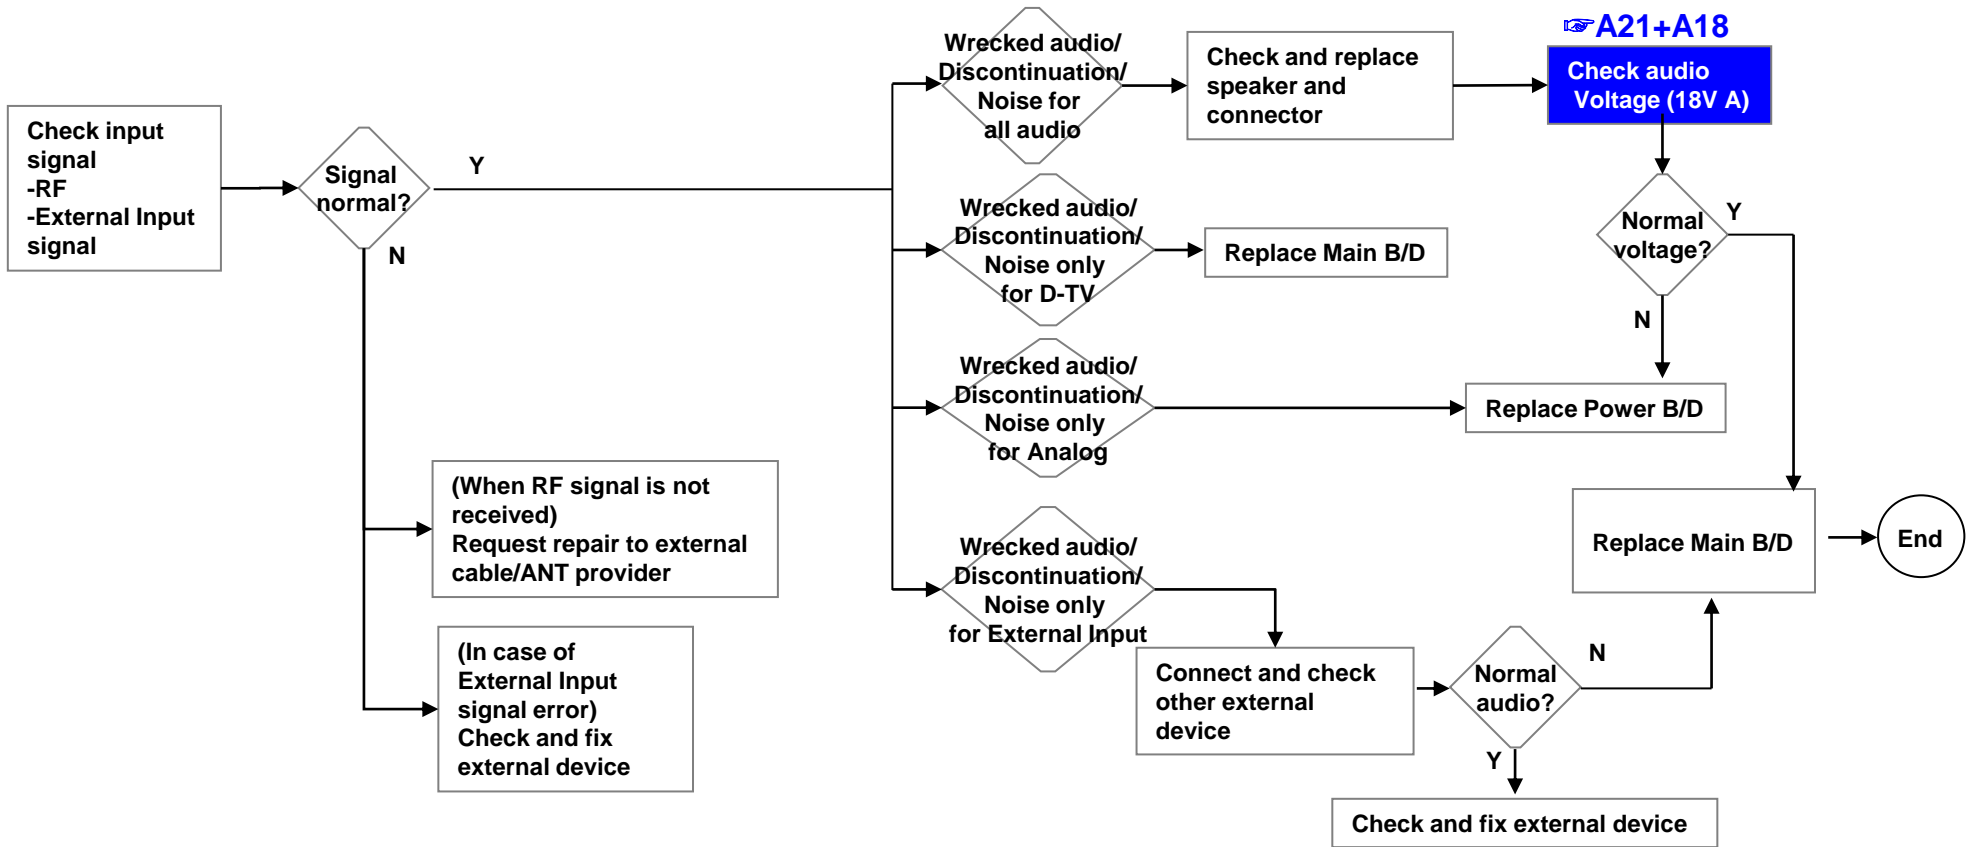 Check input
signal
-RF
-External Input
signal
Signal
normal?
Y
N
(When RF signal is not
received)
Request repair to external
cable/ANT provider
(In case of
External Input
signal error)
Check and fix
external device
Wrecked audio/
Discontinuation/
Noise for
all audio
Check and replace
speaker and
connector
☞A21+A18
Check audio
Voltage (18V A)
Normal
voltage?
Y
N
Wrecked audio/
Discontinuation/
Noise only
for D-TV
Replace Main B/D
Wrecked audio/
Discontinuation/
Noise only
for Analog
Replace Power B/D
Wrecked audio/
Discontinuation/
Noise only
for External Input
Connect and check
other external
device
Normal
audio?
N
Y
Replace Main B/D
End
Check and fix external device